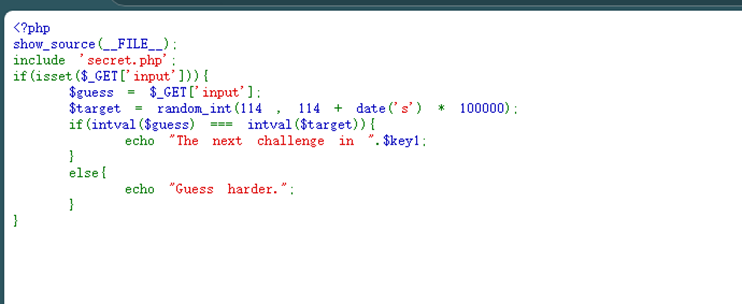 <?php
show_source(__FILE__);
include 'secret.php';
if(isset($_GET['input'])){
$guess = $_GET['input'];
$target = random_int(114 , 114 + date('s') * 100000);
if(intval($guess) === intval($target)){
echo "The next challenge in ".$key1;
}
else{
echo "Guess harder.";
}
}